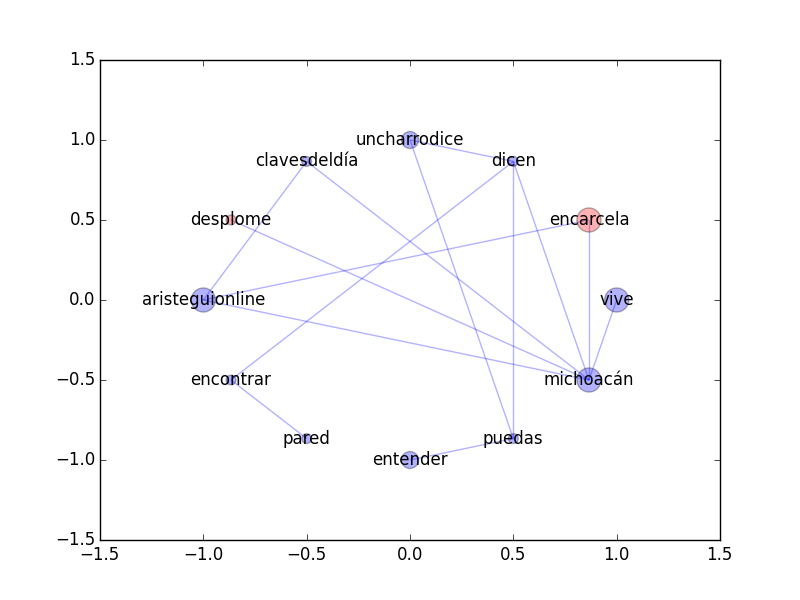 1.5
uncharrodice
1.0
clavesdeldía dicen
desplome 0.5 encarcela
aristeguionline 0.0 vive
encontrar −0.5 michoacán
pared puedas
−1.0 entender
−1.5
−1.5 −1.0 −0.5 0.0 0.5 1.0 1.5